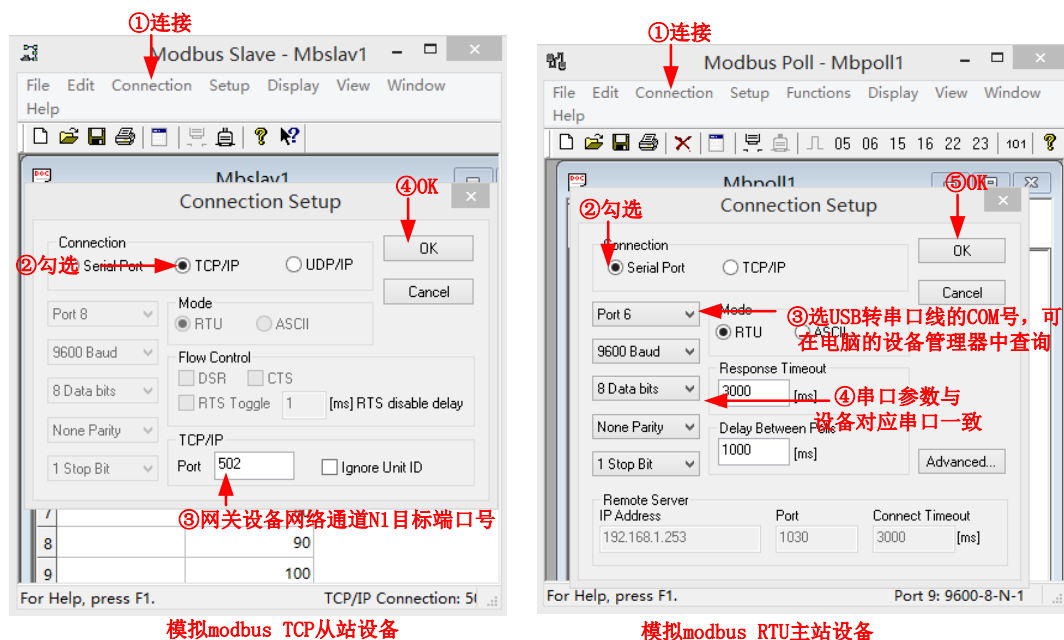 ①连接
Modbus Slave - Mbslav1
File Edit Connection Setup Display View Window
Help
Mbslav1
④OK
Connection Setup
Connection
②勾选
Serial Port
TCP/IP
UDP/IP
OK
Cancel
Port 8
Mode
RTU
ASCII
9600 Baud
Flow Control
DSR
CTS
8 Data bits
RTS Toggle
1
[ms] RTS disable delay
None Parity
TCP/IP
1 Stop Bit
Port
502
Ignore Unit ID
③网关设备网络通道N1目标端口号
7
8
90
9
100
For Help, press F1.
TCP/IP Connection: 5
模拟modbus TCP从站设备
①连接
Modbus Poll - Mbpoll1
File Edit Connection Setup Functions Display View Window
Help
05 06 15 16 22 23 101
Mbpoll1
⑤OK
Connection Setup
②勾选
Connection
Serial Port
TCP/IP
OK
Cancel
Port 6
Mode
RTU
ASCII
③选USB转串口线的COM号，可
在电脑的设备管理器中查询
9600 Baud
Response Timeout
8 Data bits
3000
[ms]
④串口参数与
设备对应串口一致
None Parity
Delay Between Polls
1000
[ms]
1 Stop Bit
Advanced...
Remote Server
IP Address
Port
Connect Timeout
192.168.1.253
1030
3000
[ms]
For Help, press F1.
Port 9: 9600-8-N-1
模拟modbus RTU主站设备